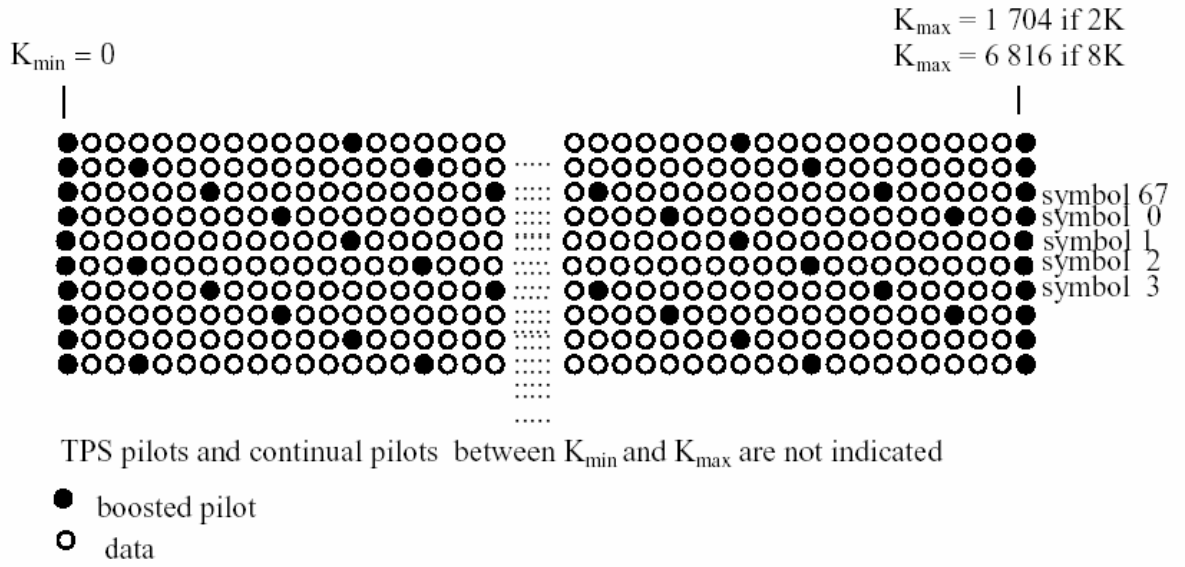 K_max = 1 704 if 2K
K_min = 0
K_max = 6 816 if 8K
symbol 67
symbol 0
symbol 1
symbol 2
symbol 3
TPS pilots and continual pilots between K_min and K_max are not indicated
boosted pilot
data